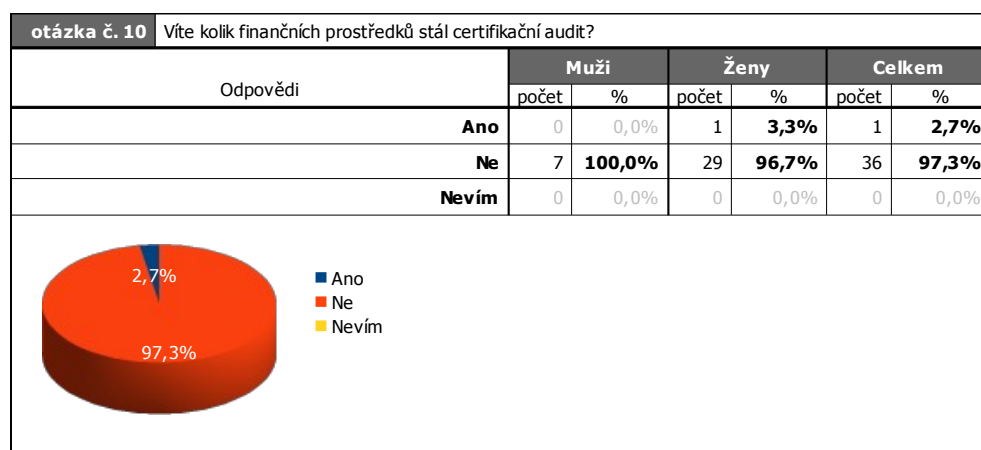 otázka č. 10 Víte kolik finančních prostředků stál certifikační audit?
Odpovědi Muži Ženy Celkem
počet % počet % počet %
Ano 0 0,0% 1 3,3% 1 2,7%
Ne 7 100,0% 29 96,7% 36 97,3%
Nevím 0 0,0% 0 0,0% 0 0,0%
2,7%
97,3%
Ano
Ne
Nevím